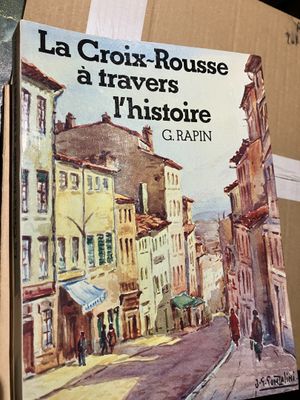 La Croix-Rousse
à travers
l'histoire
G. RAPIN